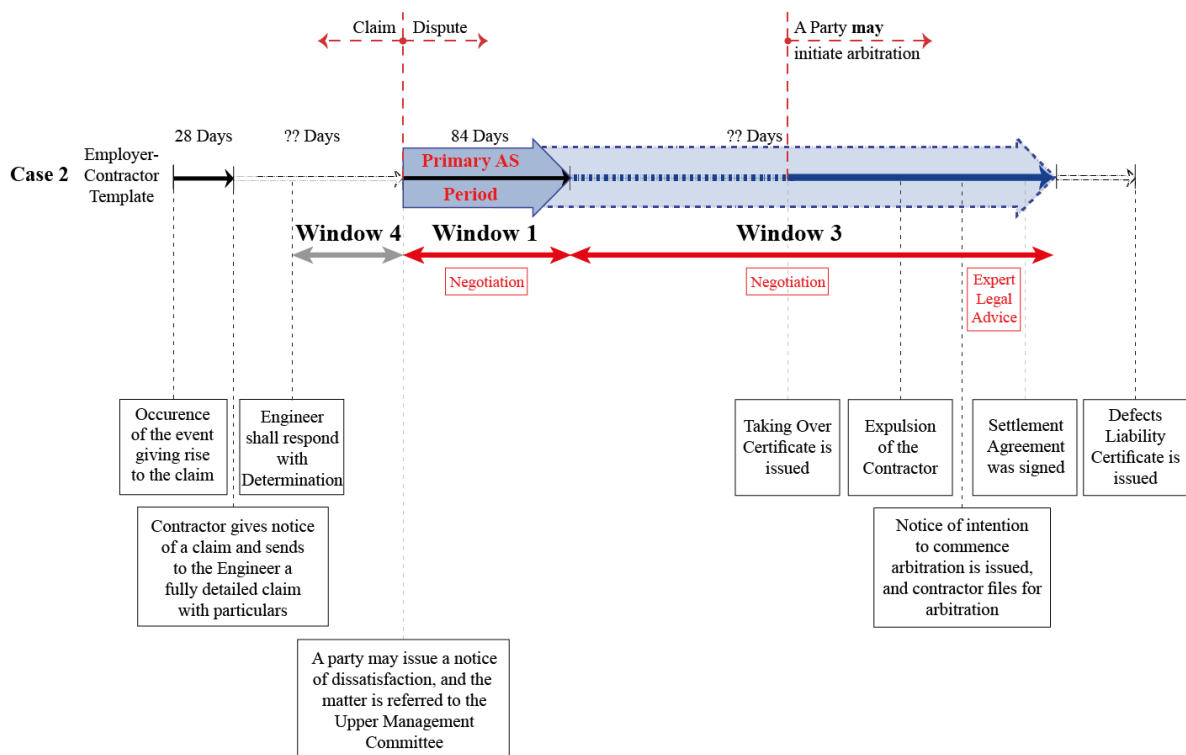 Claim
Dispute
A Party may
initiate arbitration
28 Days
?? Days
84 Days
?? Days
Case 2
Employer-
Contractor
Template
Primary AS
Period
Window 4
Window 1
Window 3
Negotiation
Negotiation
Expert
Legal
Advice
Occurence
of the event
giving rise
to the claim
Engineer
shall respond
with
Determination
Taking Over
Certificate is
issued
Expulsion
of the
Contractor
Settlement
Agreement
was signed
Defects
Liability
Certificate is
issued
Contractor gives notice
of a claim and sends
to the Engineer a
fully detailed claim
with particulars
Notice of intention
to commence
arbitration is issued,
and contractor files for
arbitration
A party may issue a notice
of dissatisfaction, and the
matter is referred to the
Upper Management
Committee